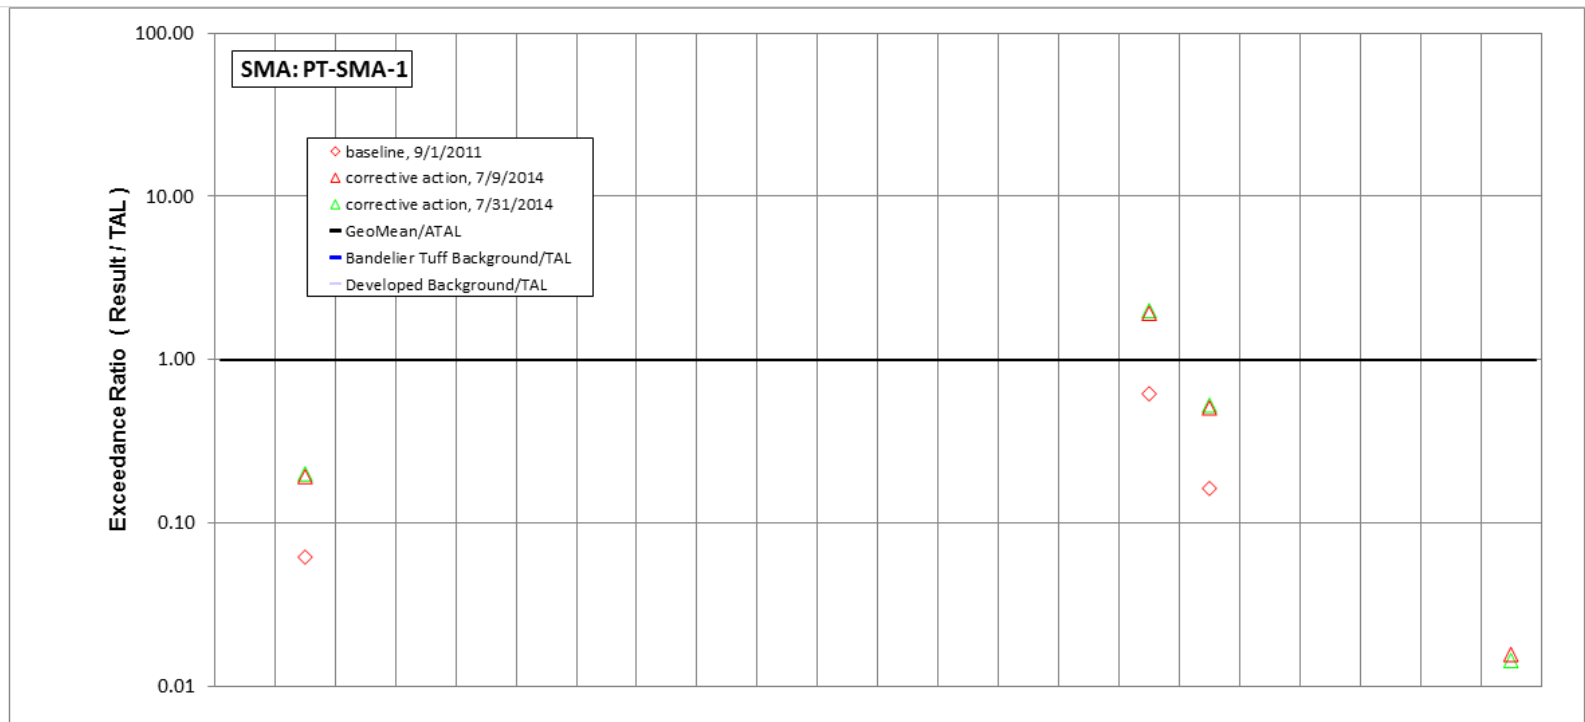 100.00
SMA: PT-SMA-1
baseline, 9/1/2011
corrective action, 7/9/2014
corrective action, 7/31/2014
GeoMean/ATAL
Bandelier Tuff Background/TAL
Developed Background/TAL
10.00
1.00
0.10
0.01
Exceedance Ratio ( Result / TAL )